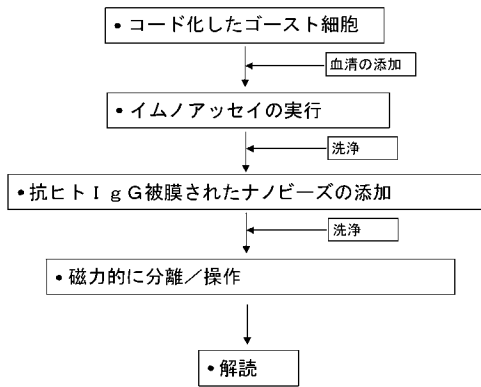 • コード化したゴースト細胞
血清の添加
• イムノアッセイの実行
洗浄
• 抗ヒトＩｇＧ被膜されたナノビーズの添加
洗浄
• 磁力的に分離／操作
• 解読